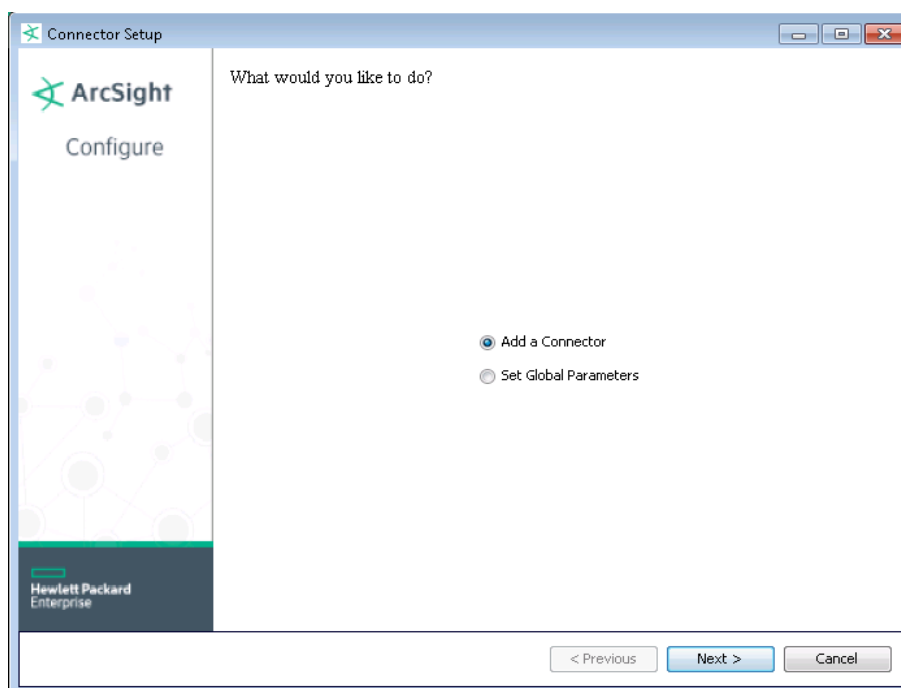 Connector Setup
ArcSight
Configure
What would you like to do?
Add a Connector
Set Global Parameters
Hewlett Packard
Enterprise
< Previous
Next >
Cancel